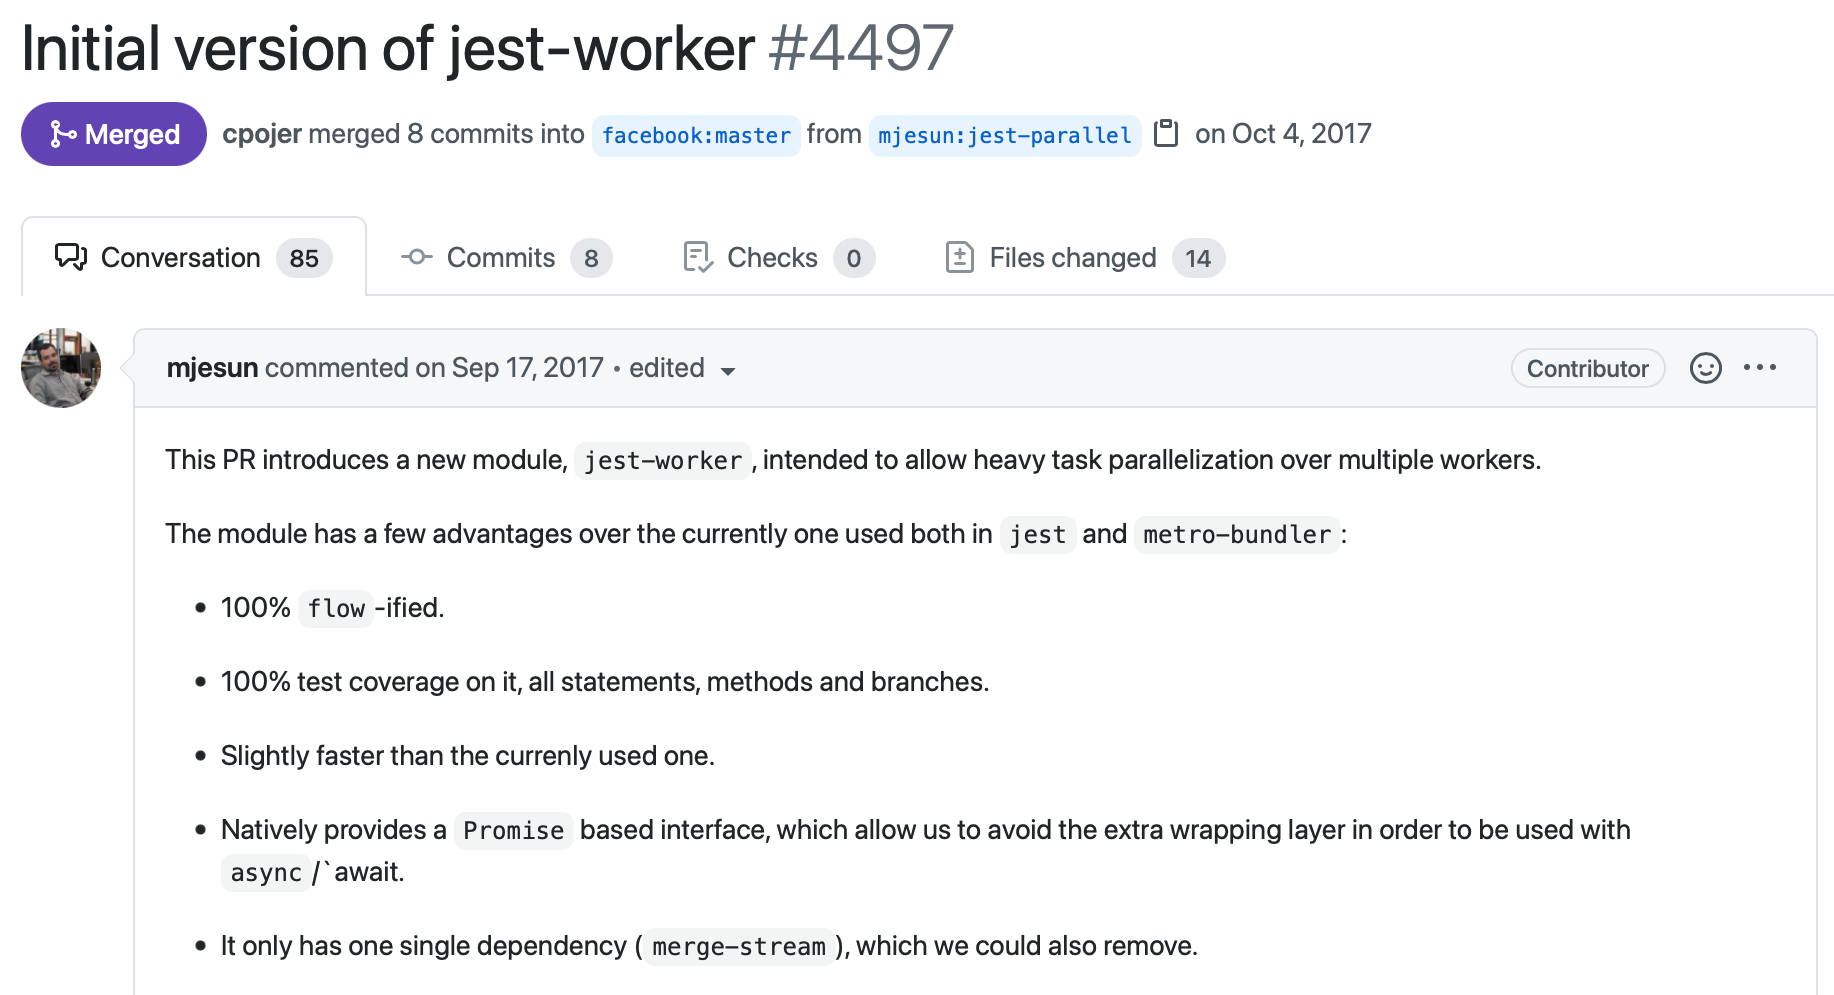 Initial version of jest-worker #4497
Merged cpojer merged 8 commits into facebook:master from mjesun:jest-parallel on Oct 4, 2017
Conversation 85 Commits 8 Checks 0 Files changed 14
mjesun commented on Sep 17, 2017 • edited Contributor
This PR introduces a new module, jest-worker, intended to allow heavy task parallelization over multiple workers.
The module has a few advantages over the currently one used both in jest and metro-bundler:
• 100% flow-ified.
• 100% test coverage on it, all statements, methods and branches.
• Slightly faster than the currenly used one.
• Natively provides a Promise based interface, which allow us to avoid the extra wrapping layer in order to be used with
async/`await.
• It only has one single dependency (merge-stream), which we could also remove.